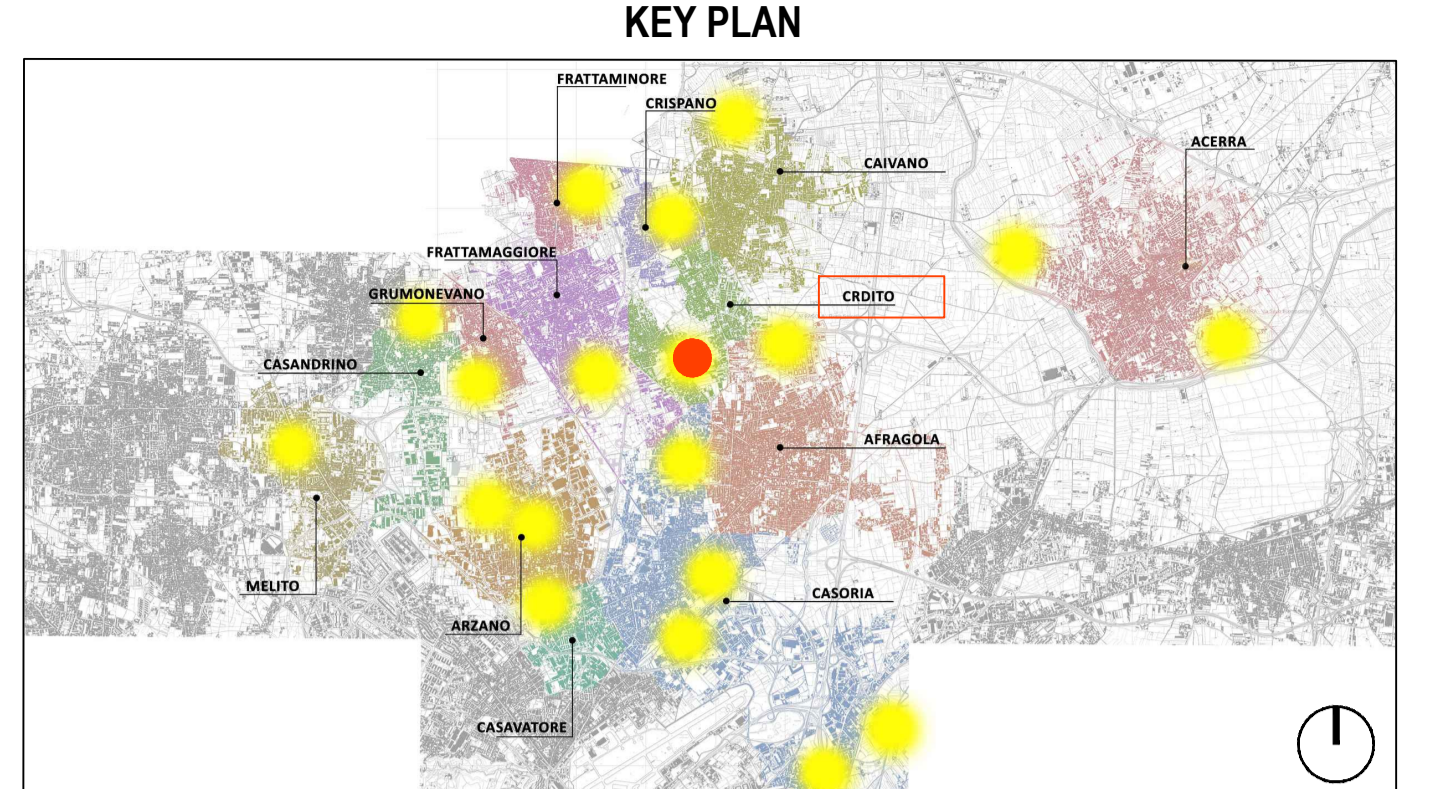 KEY PLAN
FRATTAMINORE
CRISPANO
ACERRA
CAIVANO
FRATTAMAGGIORE
GRUMONEVANO
CRDITO
CASANDRINO
AFRAGOLA
MELITO
CASORIA
ARZANO
CASAVATORE